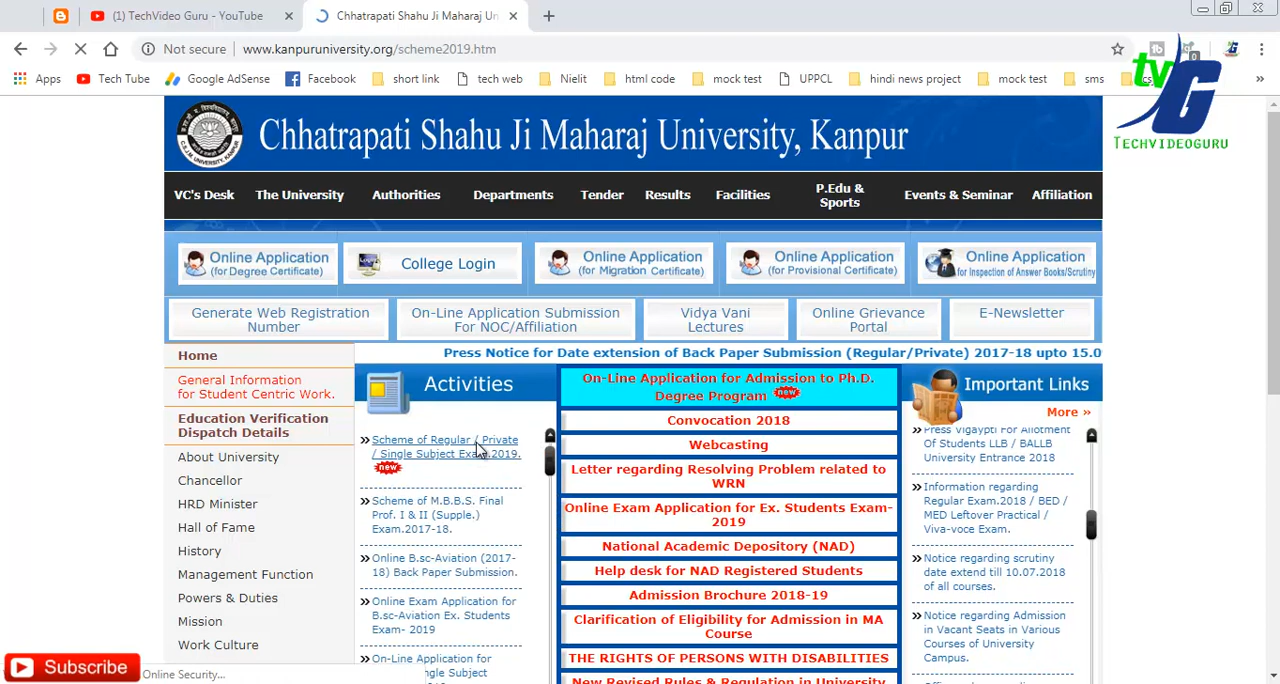 (1) TechVideo Guru - YouTube
Chhatrapati Shahu Ji Maharaj Un
Not secure
www.kanpuruniversity.org/scheme2019.htm
Apps
Tech Tube
Google AdSense
Facebook
short link
tech web
Nielit
html code
mock test
UPPCL
hindi news project
mock test
sms
»
tvG
TECHVIDEOGURU
Chhatrapati Shahu Ji Maharaj University, Kanpur
VC's Desk
The University
Authorities
Departments
Tender
Results
Facilities
P.Edu &
Sports
Events & Seminar
Affiliation
Online Application
(for Degree Certificate)
College Login
Online Application
(for Migration Certificate)
Online Application
(for Provisional Certificate)
Online Application
for Inspection of Answer Books/Scrutiny)
Generate Web Registration
Number
On-Line Application Submission
For NOC/Affiliation
Vidya Vani
Lectures
Online Grievance
Portal
E-Newsletter
Press Notice for Date extension of Back Paper Submission (Regular/Private) 2017-18 upto 15.0
Home
General Information
for Student Centric Work.
Education Verification
Dispatch Details
About University
Chancellor
HRD Minister
Hall of Fame
History
Management Function
Powers & Duties
Mission
Work Culture
Activities
Scheme of Regular / Private
/ Single Subject Exam.2019.
new
Scheme of M.B.B.S. Final
Prof. I & II (Supple.)
Exam.2017-18.
Online B.sc-Aviation (2017-
18) Back Paper Submission.
Online Exam Application for
B.sc-Aviation Ex. Students
Exam- 2019
On-Line Application for
gle Subject
On-Line Application for Admission to Ph.D.
Degree Program new
Convocation 2018
Webcasting
Letter regarding Resolving Problem related to
WRN
Online Exam Application for Ex. Students Exam-
2019
National Academic Depository (NAD)
Help desk for NAD Registered Students
Admission Brochure 2018-19
Clarification of Eligibility for Admission in MA
Course
THE RIGHTS OF PERSONS WITH DISABILITIES
New Revised Rules & Regulation in University
Important Links
More »
Press Vigyapti For Allotment
Of Students LLB / BALLB
University Entrance 2018
Information regarding
Regular Exam.2018 / BED /
MED Leftover Practical /
Viva-voce Exam.
Notice regarding scrutiny
date extend till 10.07.2018
of all courses.
Notice regarding Admission
in Vacant Seats in Various
Courses of University
Campus.
Subscribe
Online Security...